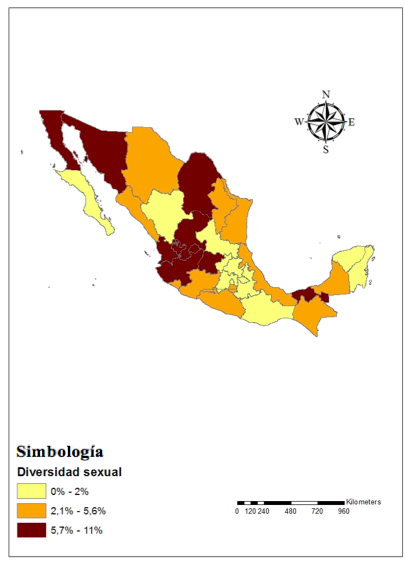 N
W E
S
Simbología
Diversidad sexual
0% - 2%
2,1% - 5,6%
5,7% - 11%
Kilometers
0 120 240 480 720 960